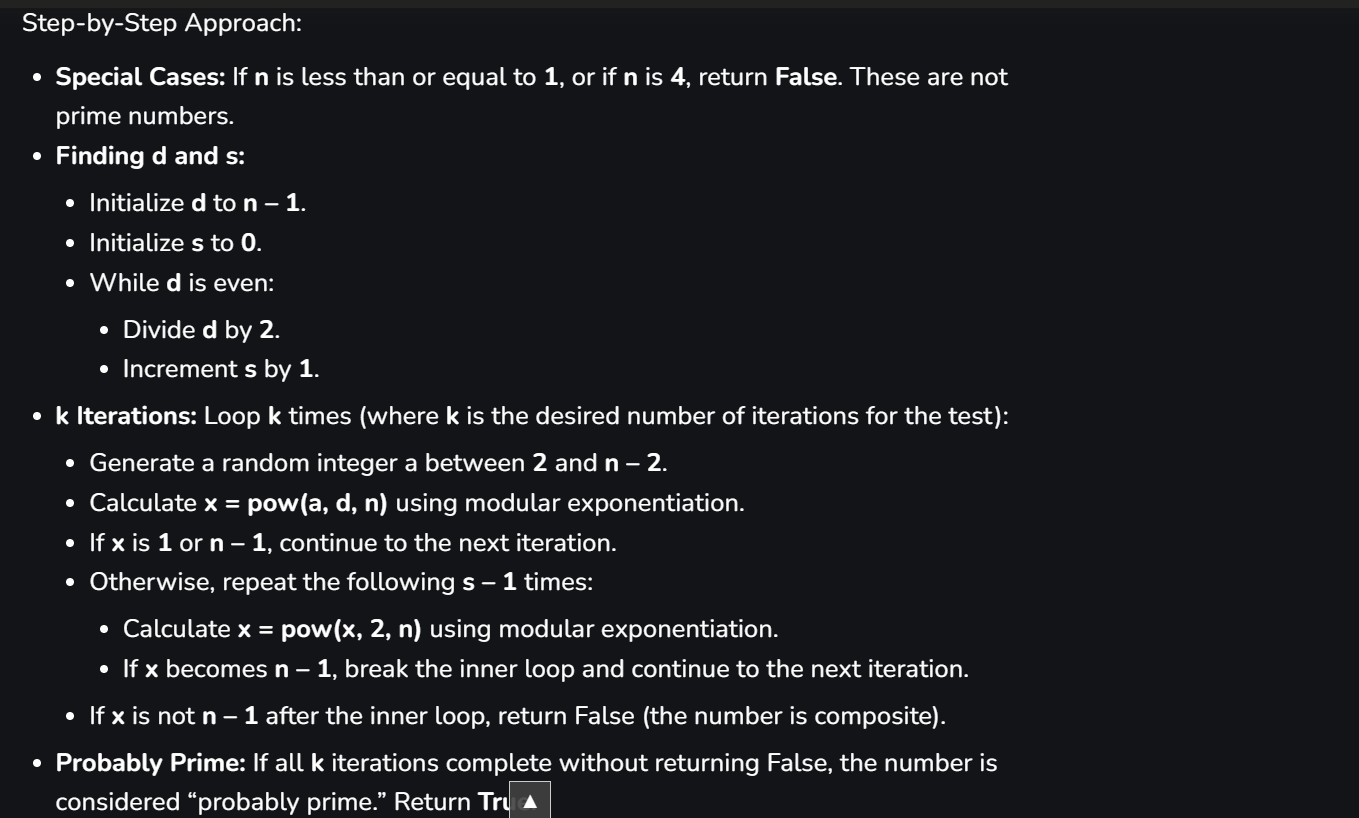 Step-by-Step Approach:
• Special Cases: If n is less than or equal to 1, or if n is 4, return False. These are not
prime numbers.
• Finding d and s:
• Initialize d to n – 1.
• Initialize s to 0.
• While d is even:
• Divide d by 2.
• Increment s by 1.
• k Iterations: Loop k times (where k is the desired number of iterations for the test):
• Generate a random integer a between 2 and n – 2.
• Calculate x = pow(a, d, n) using modular exponentiation.
• If x is 1 or n – 1, continue to the next iteration.
• Otherwise, repeat the following s – 1 times:
• Calculate x = pow(x, 2, n) using modular exponentiation.
• If x becomes n – 1, break the inner loop and continue to the next iteration.
• If x is not n – 1 after the inner loop, return False (the number is composite).
• Probably Prime: If all k iterations complete without returning False, the number is
considered “probably prime.” Return